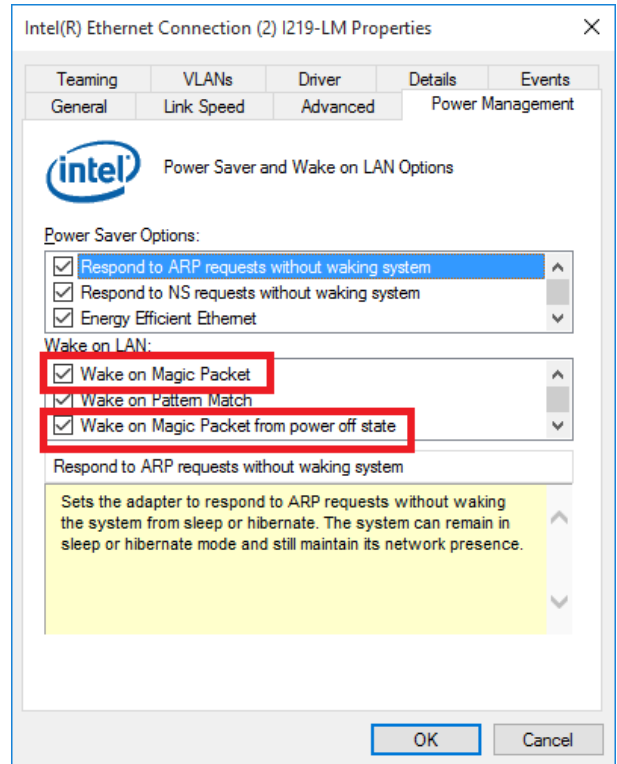 Intel(R) Ethernet Connection (2) I219-LM Properties
Teaming VLANs Driver Details Events
General Link Speed Advanced Power Management
intel Power Saver and Wake on LAN Options
Power Saver Options:
Respond to ARP requests without waking system
Respond to NS requests without waking system
Energy Efficient Ethernet
Wake on LAN:
Wake on Magic Packet
Wake on Pattern Match
Wake on Magic Packet from power off state
Respond to ARP requests without waking system
Sets the adapter to respond to ARP requests without waking
the system from sleep or hibernate. The system can remain in
sleep or hibernate mode and still maintain its network presence.
OK Cancel